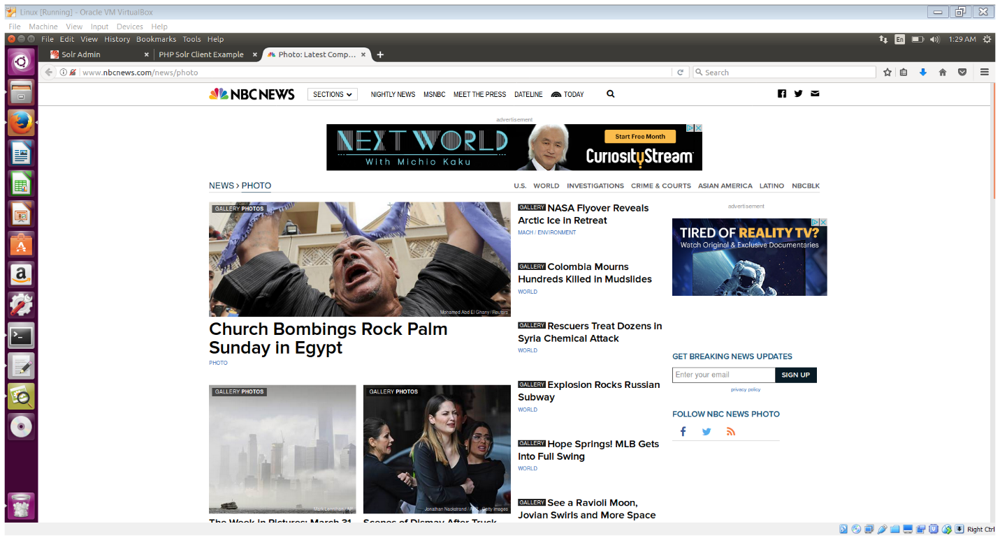 Linux [Running] - Oracle VM VirtualBox
File Machine View Input Devices Help
File Edit View History Bookmarks Tools Help
En
1:29 AM
Solr Admin
PHP Solr Client Example
Photo: Latest Comp...
www.nbcnews.com/news/photo
Search
NBC NEWS
SECTIONS
NIGHTLY NEWS MSNBC MEET THE PRESS DATELINE TODAY
advertisement
NEXT WORLD
With Michio Kaku
Start Free Month
CuriosityStream
NEWS › PHOTO
U.S. WORLD INVESTIGATIONS CRIME & COURTS ASIAN AMERICA LATINO NBCBLK
GALLERY PHOTOS
Mohamed Abd El Ghany / Reuters
Church Bombings Rock Palm
Sunday in Egypt
PHOTO
GALLERY PHOTOS
Mark Lennihan / AP
The Week in Pictures: March 31
GALLERY PHOTOS
Jonathan Nackstrand / AFP - Getty Images
Scenes of Dismay After Truck
GALLERY NASA Flyover Reveals
Arctic Ice in Retreat
MACH / ENVIRONMENT
GALLERY Colombia Mourns
Hundreds Killed in Mudslides
WORLD
GALLERY Rescuers Treat Dozens in
Syria Chemical Attack
WORLD
GALLERY Explosion Rocks Russian
Subway
WORLD
GALLERY Hope Springs! MLB Gets
Into Full Swing
WORLD
GALLERY See a Ravioli Moon,
Jovian Swirls and More Space
advertisement
TIRED OF REALITY TV?
Watch Original & Exclusive Documentaries
GET BREAKING NEWS UPDATES
Enter your email
SIGN UP
privacy policy
FOLLOW NBC NEWS PHOTO
Right Ctrl